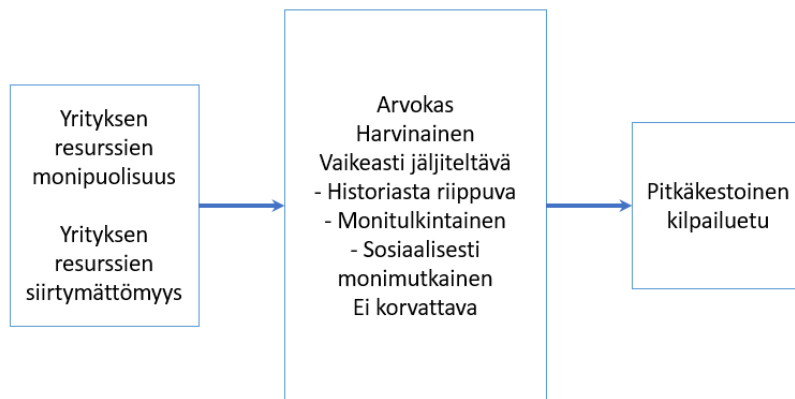 Yrityksen
resurssien
monipuolisuus
Yrityksen
resurssien
siirtymättömyys
Arvokas
Harvinainen
Vaikeasti jäljiteltävä
- Historiasta riippuva
- Monitulkintainen
- Sosiaalisesti
monimutkainen
Ei korvattava
Pitkäkestoinen
kilpailuetu